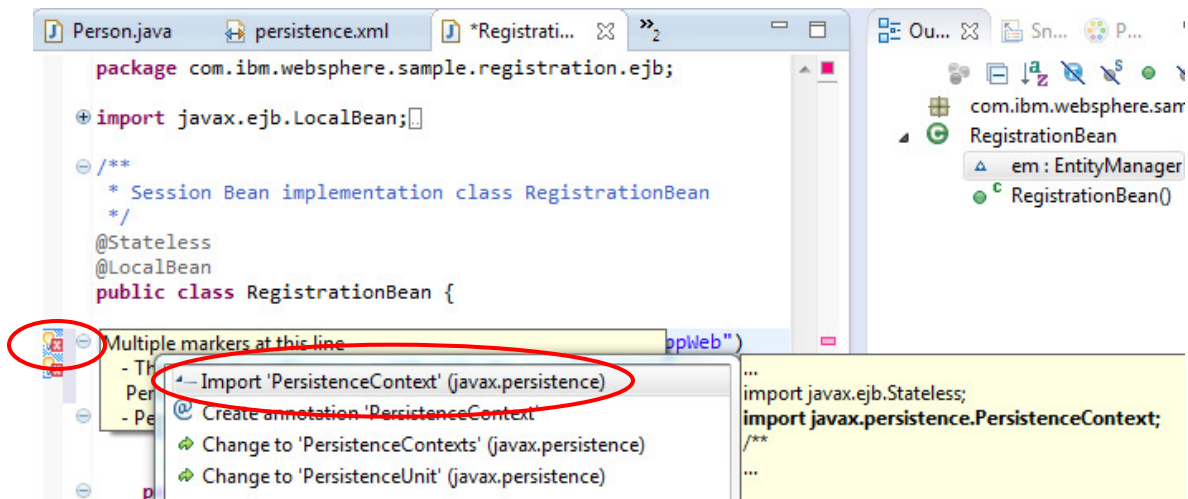 Person.java
persistence.xml
*Registrati...
»2
Ou...
Sn...
P...
package com.ibm.websphere.sample.registration.ejb;
import javax.ejb.LocalBean;
/**
* Session Bean implementation class RegistrationBean
*/
@Stateless
@LocalBean
public class RegistrationBean {
com.ibm.websphere.sam
RegistrationBean
em : EntityManager
RegistrationBean()
Multiple markers at this line
ppWeb")
- Th
Per
- Pe
Import 'PersistenceContext' (javax.persistence)
Create annotation 'PersistenceContext'
Change to 'PersistenceContexts' (javax.persistence)
Change to 'PersistenceUnit' (javax.persistence)
p
...
import javax.ejb.Stateless;
import javax.persistence.PersistenceContext;
/**
...